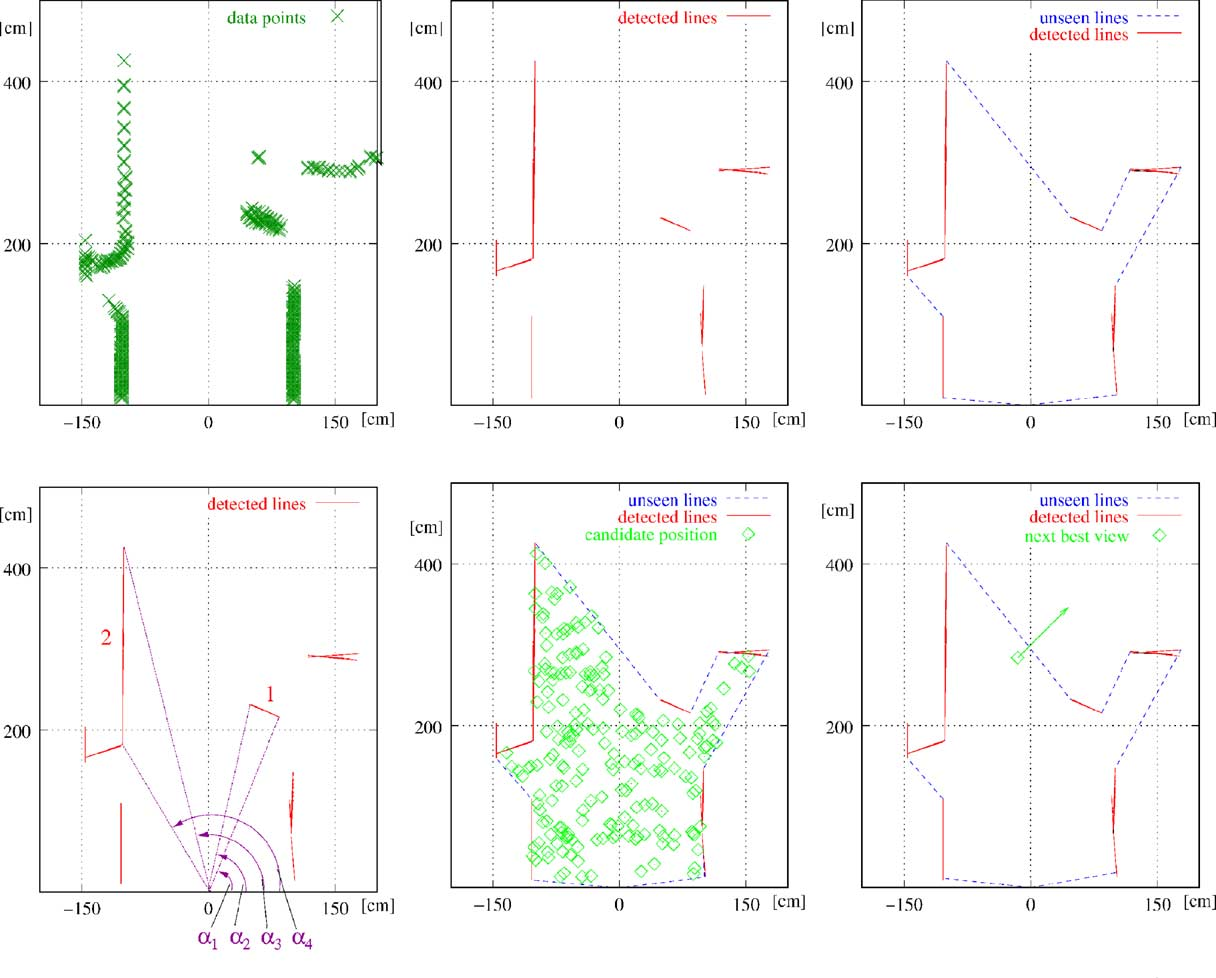 data points
[cm]
400
200
−150
0
150
[cm]
detected lines
[cm]
400
200
−150
0
150
[cm]
unseen lines
detected lines
[cm]
400
200
−150
0
150
[cm]
detected lines
[cm]
400
2
1
200
−150
0
150
[cm]
α1 α2 α3 α4
unseen lines
detected lines
candidate position
[cm]
400
200
−150
0
150
[cm]
unseen lines
detected lines
next best view
[cm]
400
200
−150
0
150
[cm]